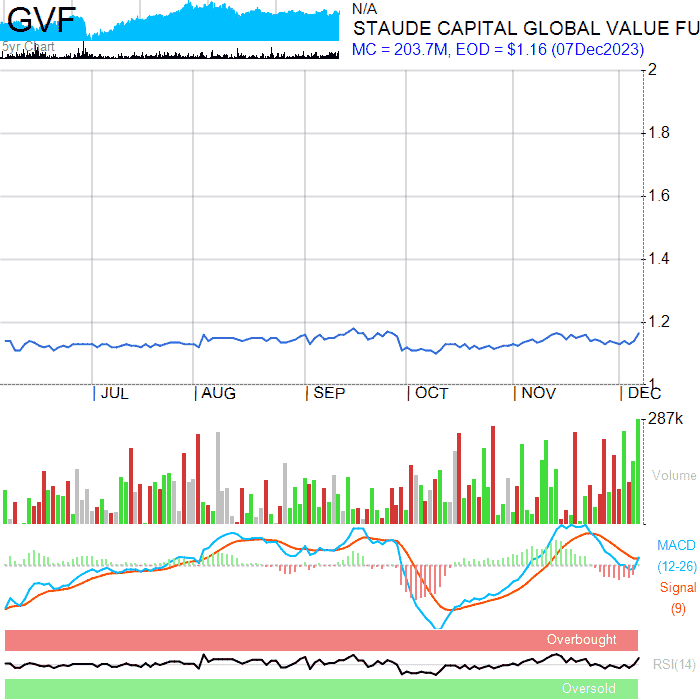 GVF
5yr Chart
N/A
STAUDE CAPITAL GLOBAL VALUE FU
MC = 203.7M, EOD = $1.16 (07Dec2023)
2
1.8
1.6
1.4
1.2
1
JUL AUG SEP OCT NOV DEC
287k
Volume
MACD
(12-26)
Signal
(9)
Overbought
RSI(14)
Oversold